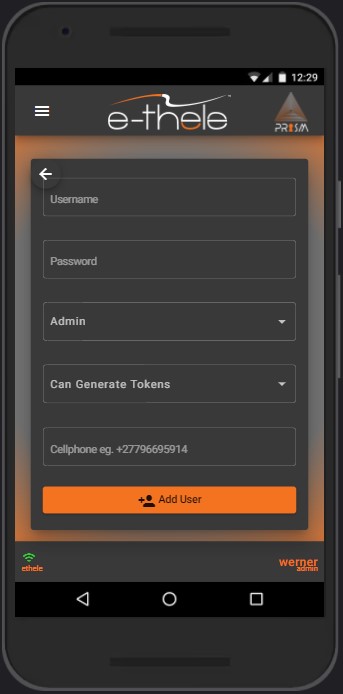 12:29
e-thele
PRISM
Username
Password
Admin
Can Generate Tokens
Cellphone eg. +27796695914
Add User
ethele
werner
admin